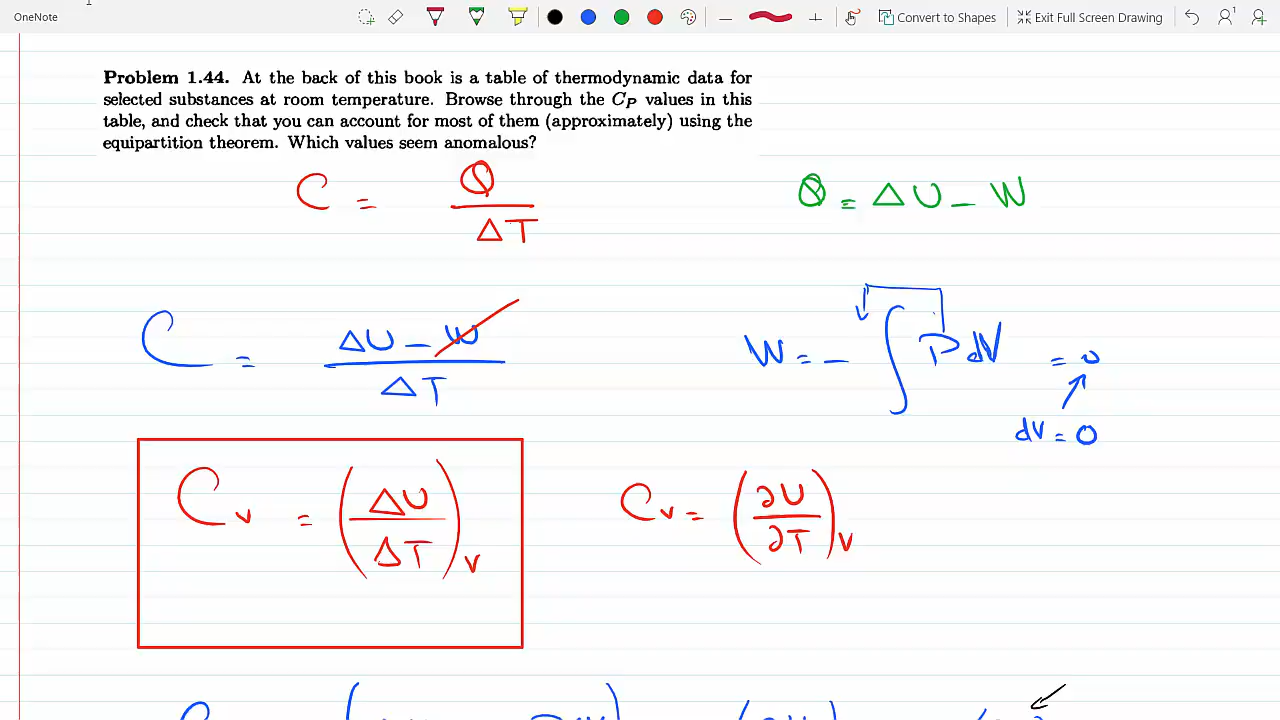 OneNote
Convert to Shapes
Exit Full Screen Drawing
Problem 1.44. At the back of this book is a table of thermodynamic data for
selected substances at room temperature. Browse through the C_P values in this
table, and check that you can account for most of them (approximately) using the
equipartition theorem. Which values seem anomalous?
C = Q / ΔT
Q = ΔU - W
C = ΔU - W / ΔT
W = - ∫ P dV = 0
dV = 0
C_v = (ΔU / ΔT)_v
C_v = (∂U / ∂T)_v